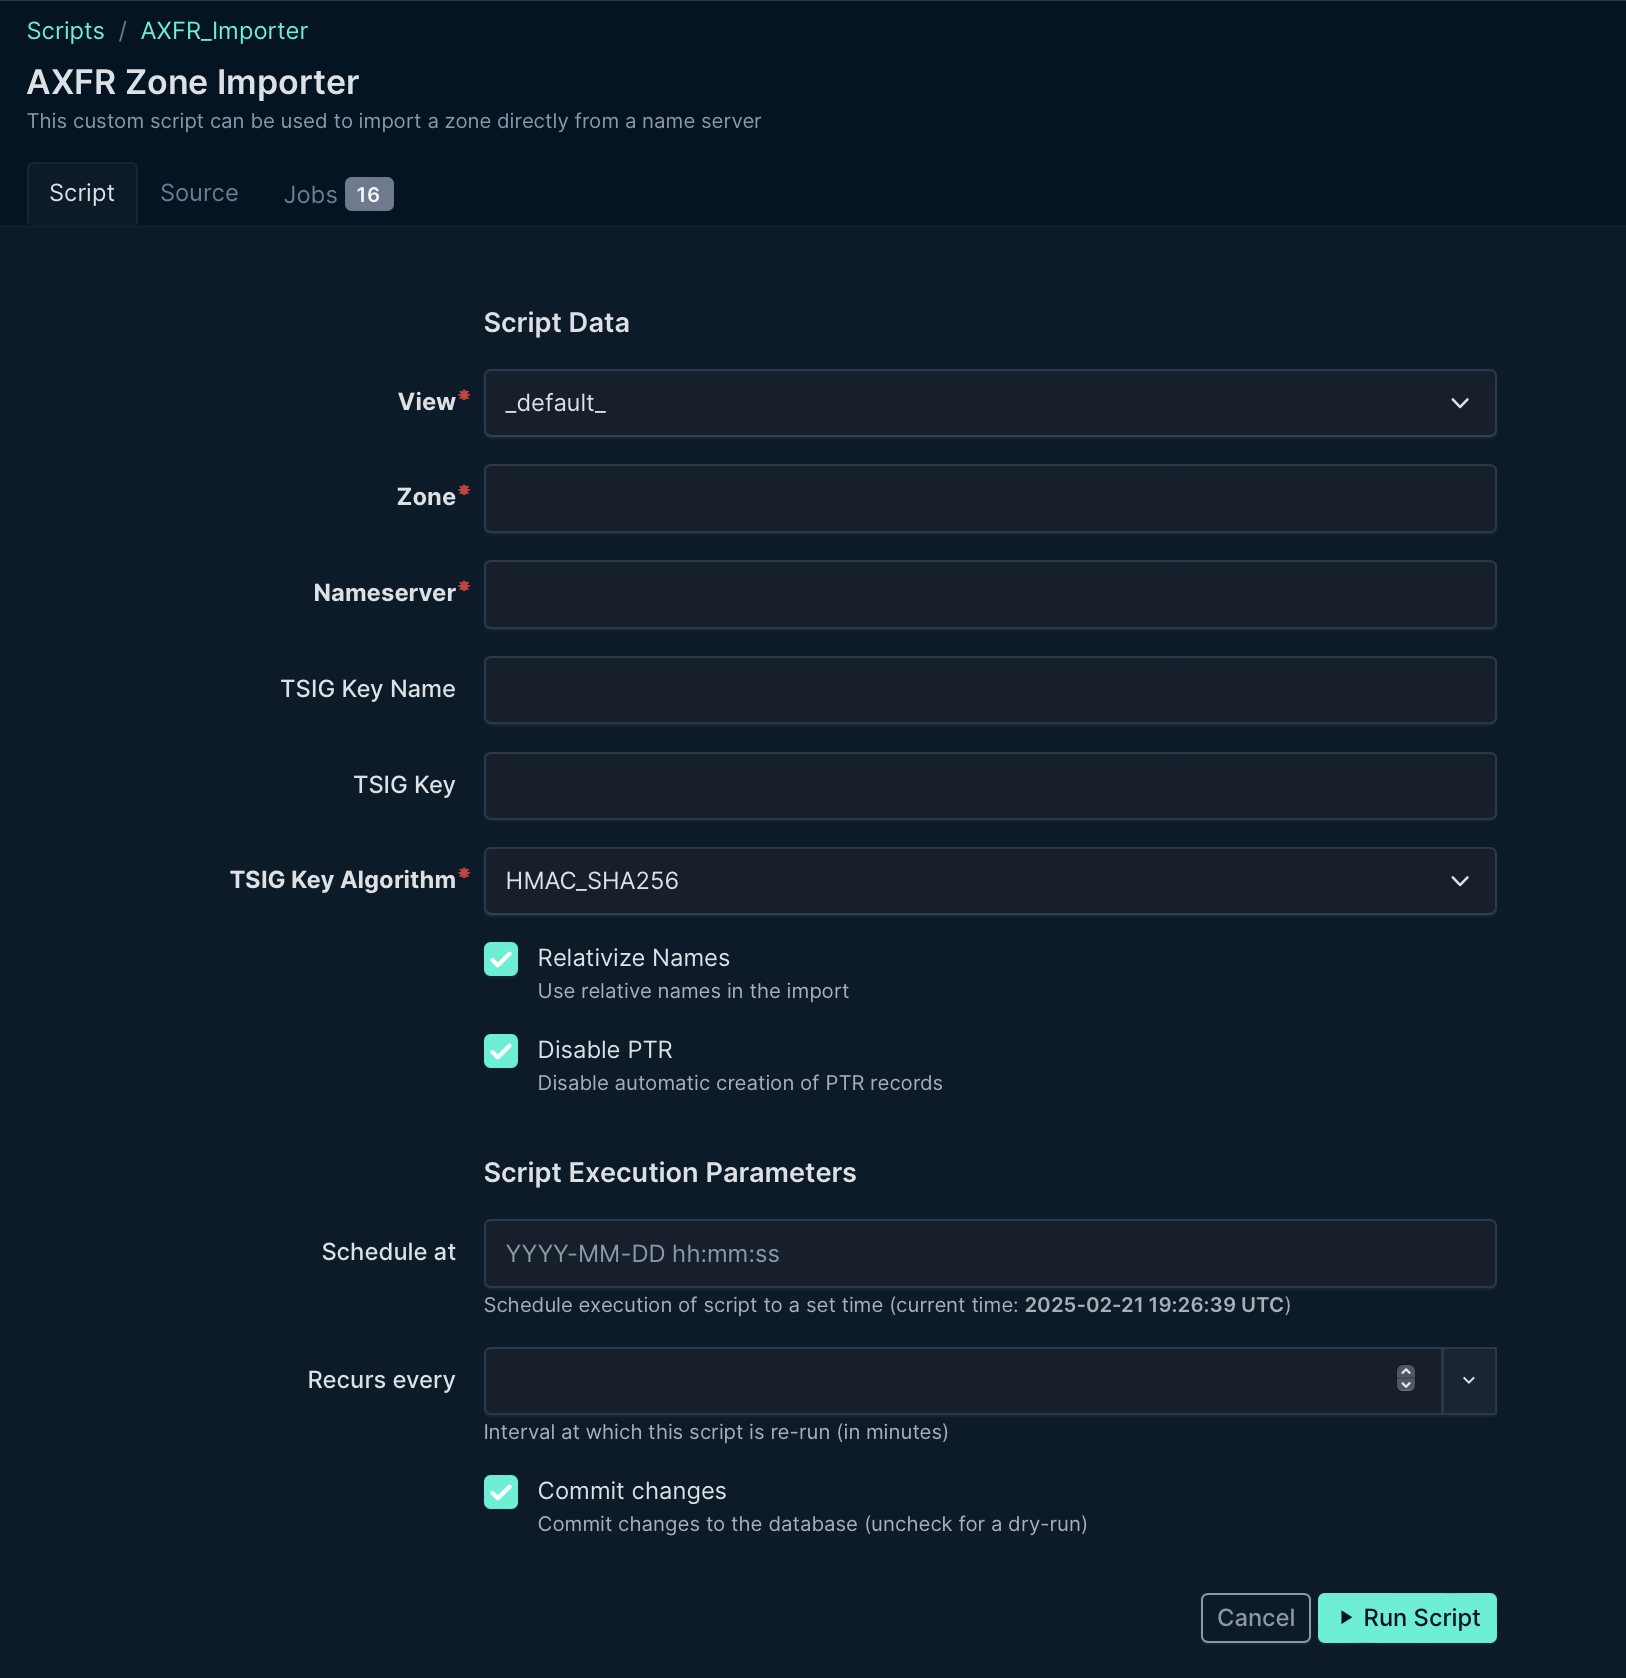 Scripts / AXFR_Importer
AXFR Zone Importer
This custom script can be used to import a zone directly from a name server
Script Source Jobs 16
Script Data
View* _default_
Zone*
Nameserver*
TSIG Key Name
TSIG Key
TSIG Key Algorithm* HMAC_SHA256
Relativize Names
Use relative names in the import
Disable PTR
Disable automatic creation of PTR records
Script Execution Parameters
Schedule at YYYY-MM-DD hh:mm:ss
Schedule execution of script to a set time (current time: 2025-02-21 19:26:39 UTC)
Recurs every
Interval at which this script is re-run (in minutes)
Commit changes
Commit changes to the database (uncheck for a dry-run)
Cancel Run Script